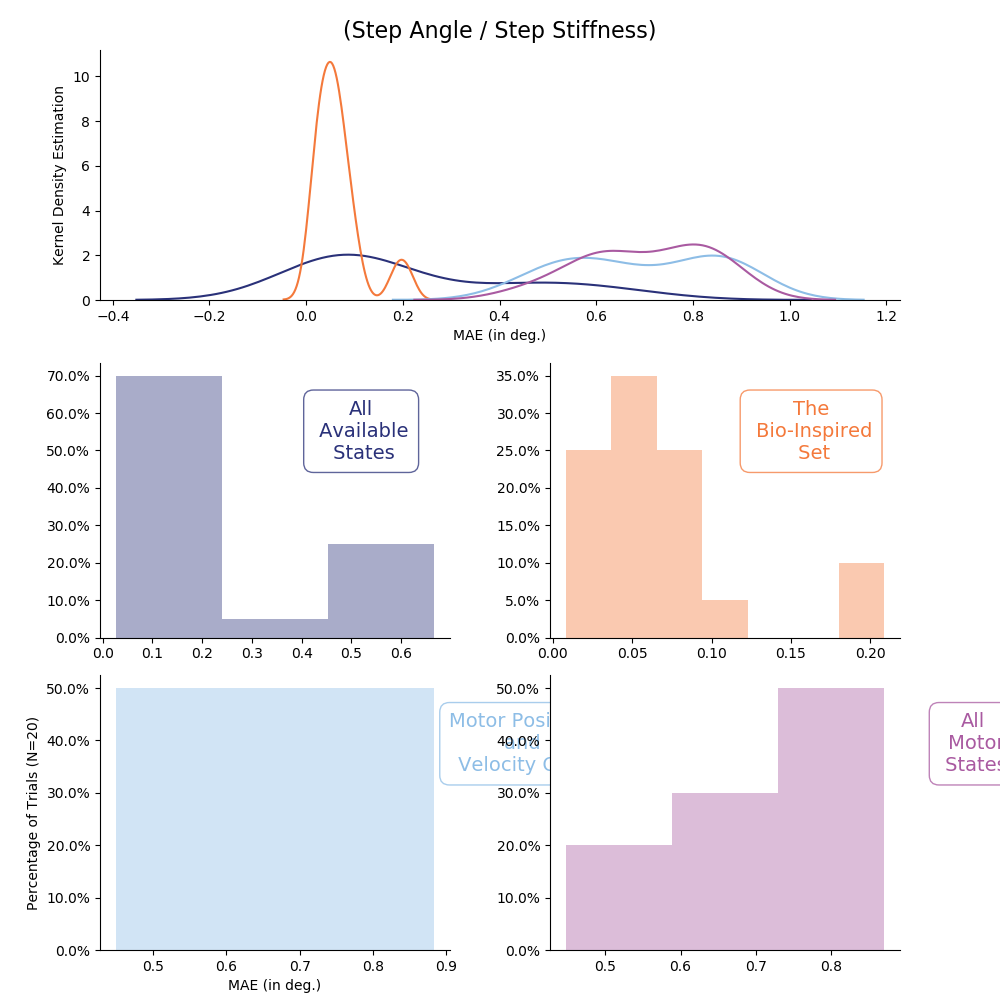 (Step Angle / Step Stiffness)
Kernel Density Estimation
10
8
6
4
2
0
−0.4 −0.2 0.0 0.2 0.4 0.6 0.8 1.0 1.2
MAE (in deg.)
70.0%
60.0%
50.0%
40.0%
30.0%
20.0%
10.0%
0.0%
0.0 0.1 0.2 0.3 0.4 0.5 0.6
All
Available
States
35.0%
30.0%
25.0%
20.0%
15.0%
10.0%
5.0%
0.0%
0.00 0.05 0.10 0.15 0.20
The
Bio-Inspired
Set
Percentage of Trials (N=20)
50.0%
40.0%
30.0%
20.0%
10.0%
0.0%
0.5 0.6 0.7 0.8 0.9
MAE (in deg.)
Motor Posi
and
Velocity
50.0%
40.0%
30.0%
20.0%
10.0%
0.0%
0.5 0.6 0.7 0.8
All
Motor
States